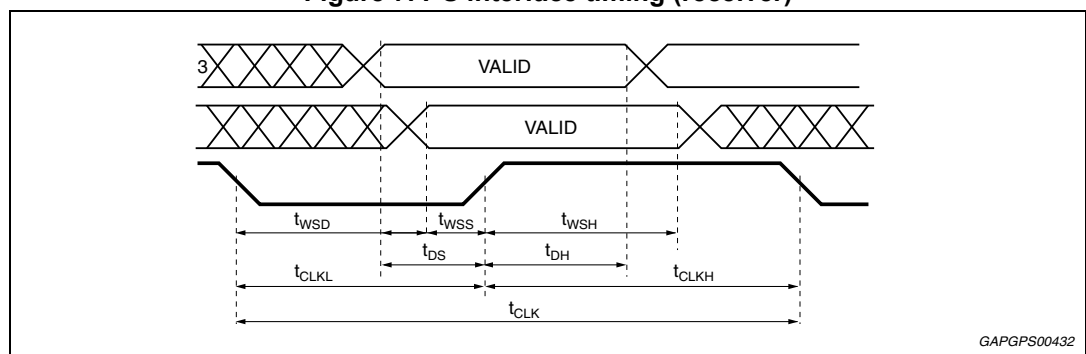 3
VALID
VALID
tWSD
tWSS
tWSH
tDS
tDH
tCLKL
tCLKH
tCLK
GAPGPS00432